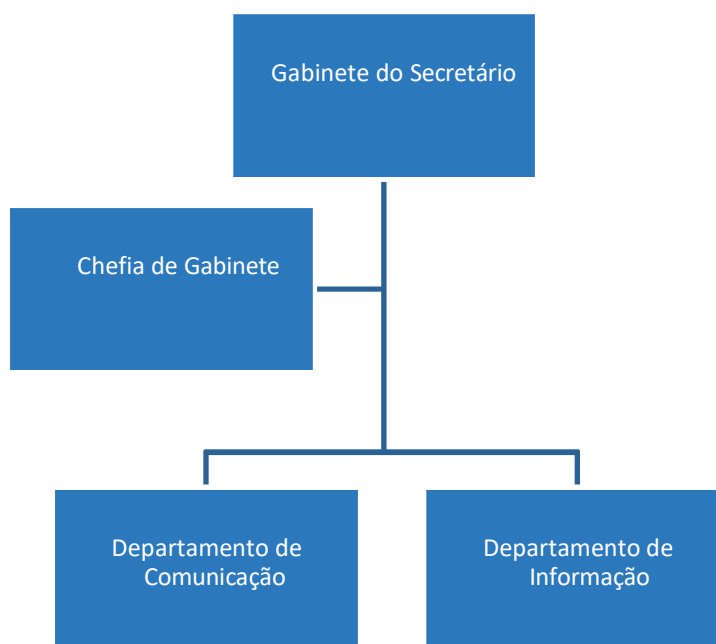 Gabinete do Secretário
Chefia de Gabinete
Departamento de
Comunicação
Departamento de
Informação